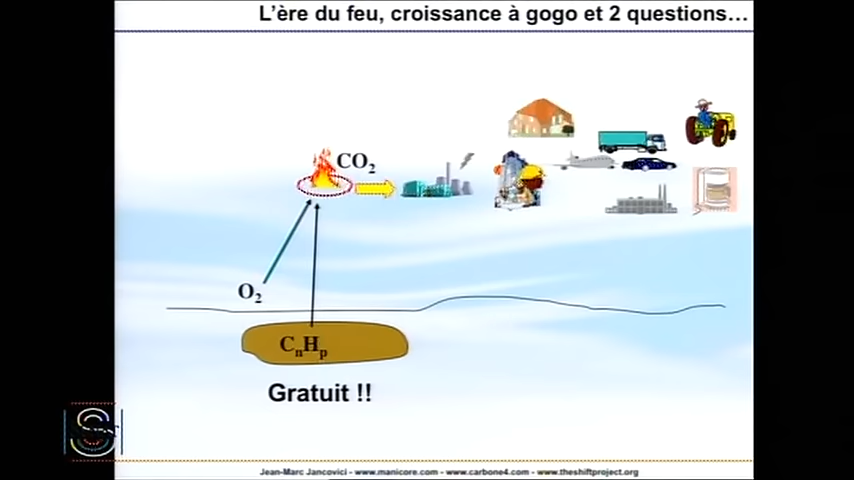 L'ère du feu, croissance à gogo et 2 questions…
CO₂
O₂
CₙHₚ
Gratuit !!
Jean-Marc Jancovici - www.manicore.com - www.carbone4.com - www.theshiftproject.org